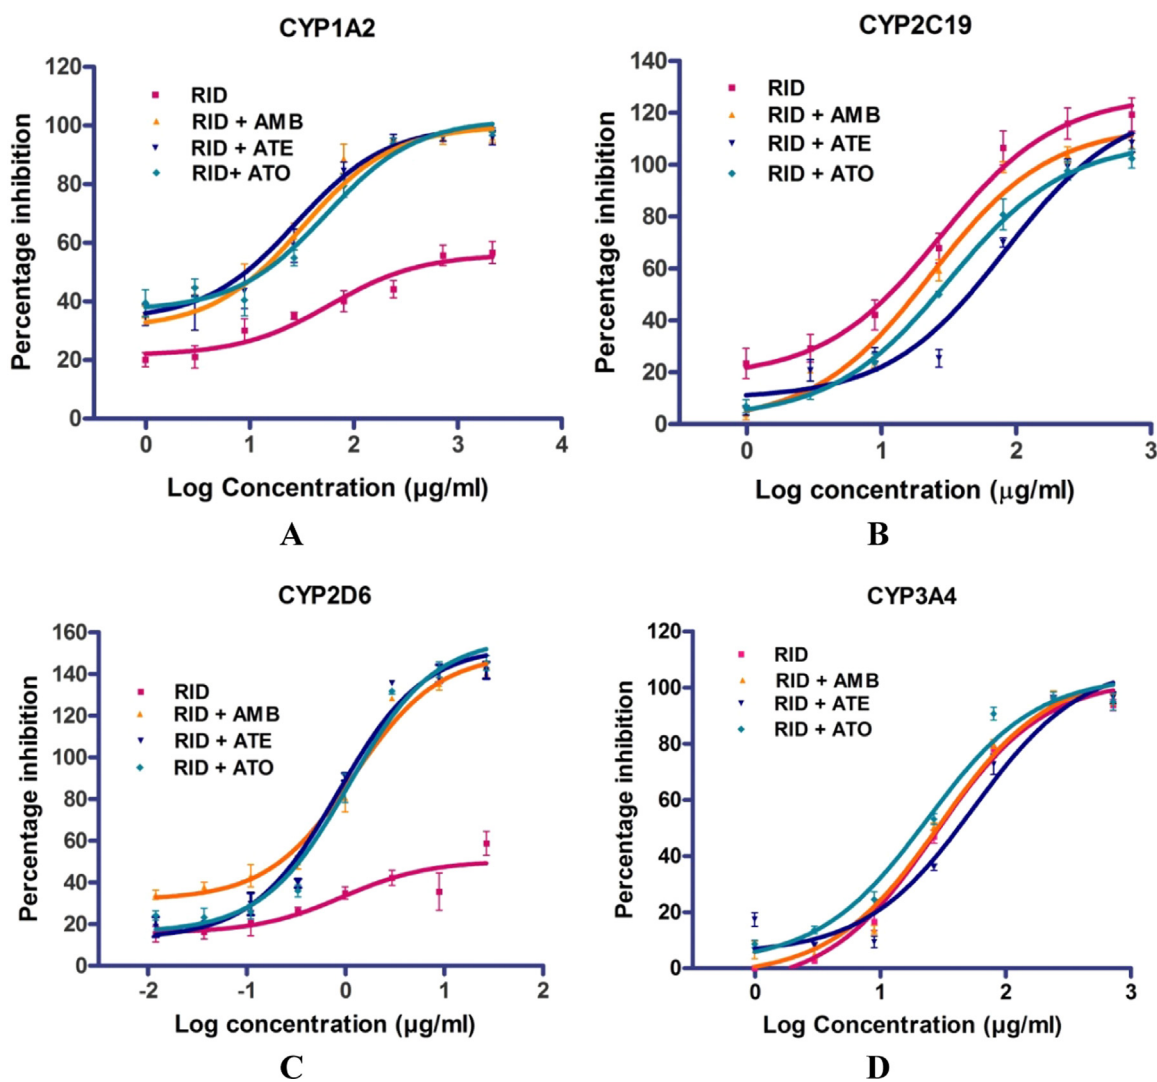 CYP1A2
120
100
80
60
40
20
0
Percentage inhibition
RID
RID + AMB
RID + ATE
RID+ ATO
0 1 2 3 4
Log Concentration (µg/ml)
A
CYP2C19
140
120
100
80
60
40
20
0
Percentage inhibition
RID
RID + AMB
RID + ATE
RID + ATO
0 1 2 3
Log concentration (µg/ml)
B
CYP2D6
160
140
120
100
80
60
40
20
0
Percentage inhibition
RID
RID + AMB
RID + ATE
RID + ATO
-2 -1 0 1 2
Log concentration (µg/ml)
C
CYP3A4
120
100
80
60
40
20
0
Percentage inhibition
RID
RID + AMB
RID + ATE
RID + ATO
0 1 2 3
Log Concentration (µg/ml)
D